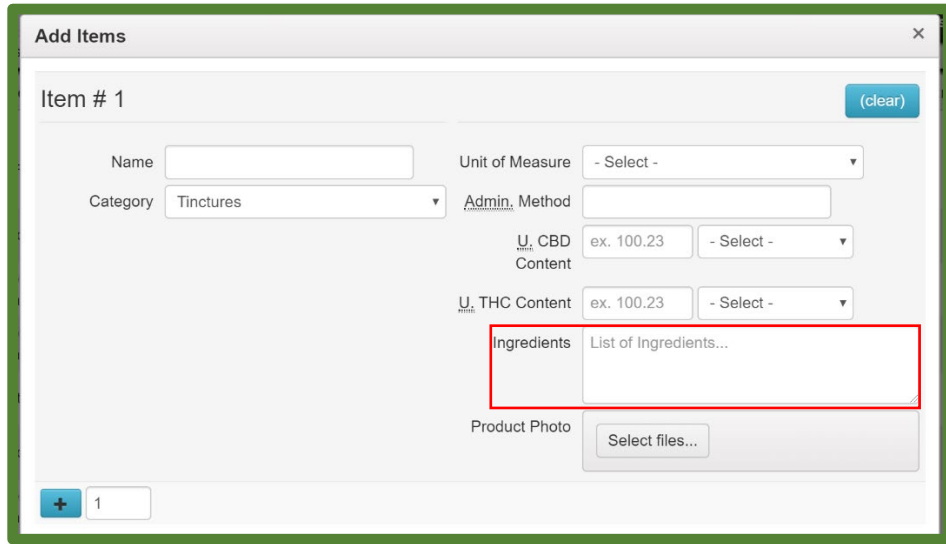 Add Items ×
Item # 1 (clear)
Name Unit of Measure - Select -
Category Tinctures Admin. Method
U. CBD Content ex. 100.23 - Select -
U. THC Content ex. 100.23 - Select -
Ingredients List of Ingredients...
Product Photo Select files...
+ 1